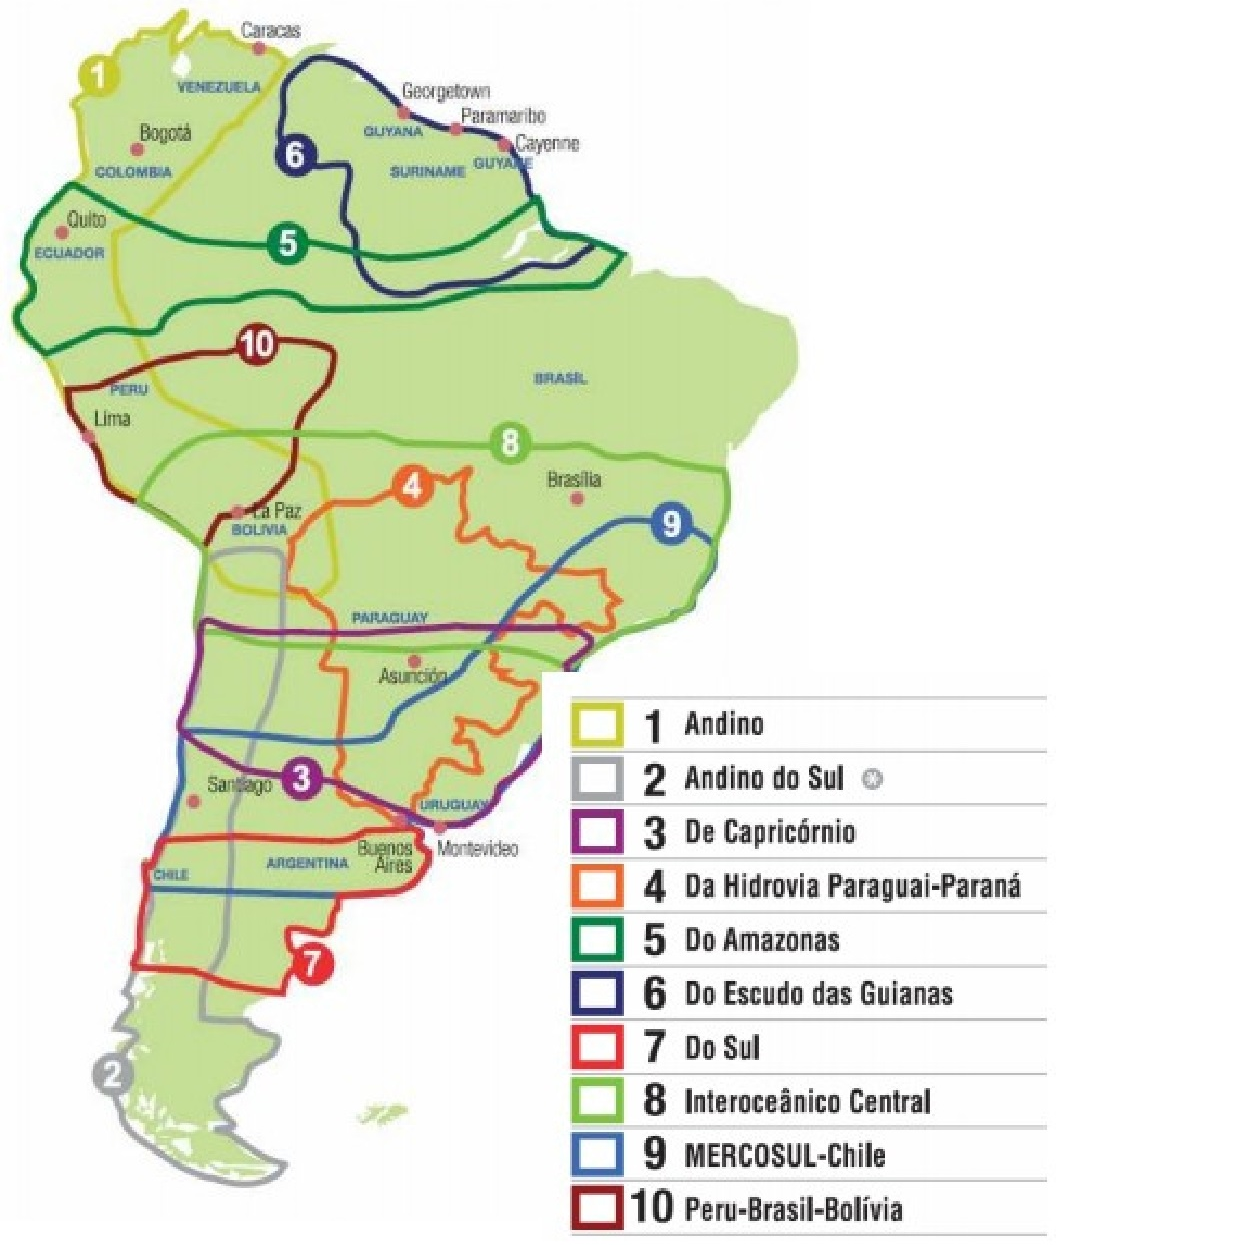 Caracas
1
VENEZUELA
Georgetown
Paramaribo
Bogotá
GUYANA
Cayenne
6
COLOMBIA
SURINAME
GUYANE
Quito
5
ECUADOR
10
PERU
BRASIL
Lima
8
4
Brasília
La Paz
9
BOLIVIA
PARAGUAY
Asunción
Santiago
3
URUGUAY
Buenos
Aires
Montevideo
ARGENTINA
CHILE
7
2
1 Andino
2 Andino do Sul
3 De Capricórnio
4 Da Hidrovia Paraguai-Paraná
5 Do Amazonas
6 Do Escudo das Guianas
7 Do Sul
8 Interoceânico Central
9 MERCOSUL-Chile
10 Peru-Brasil-Bolívia